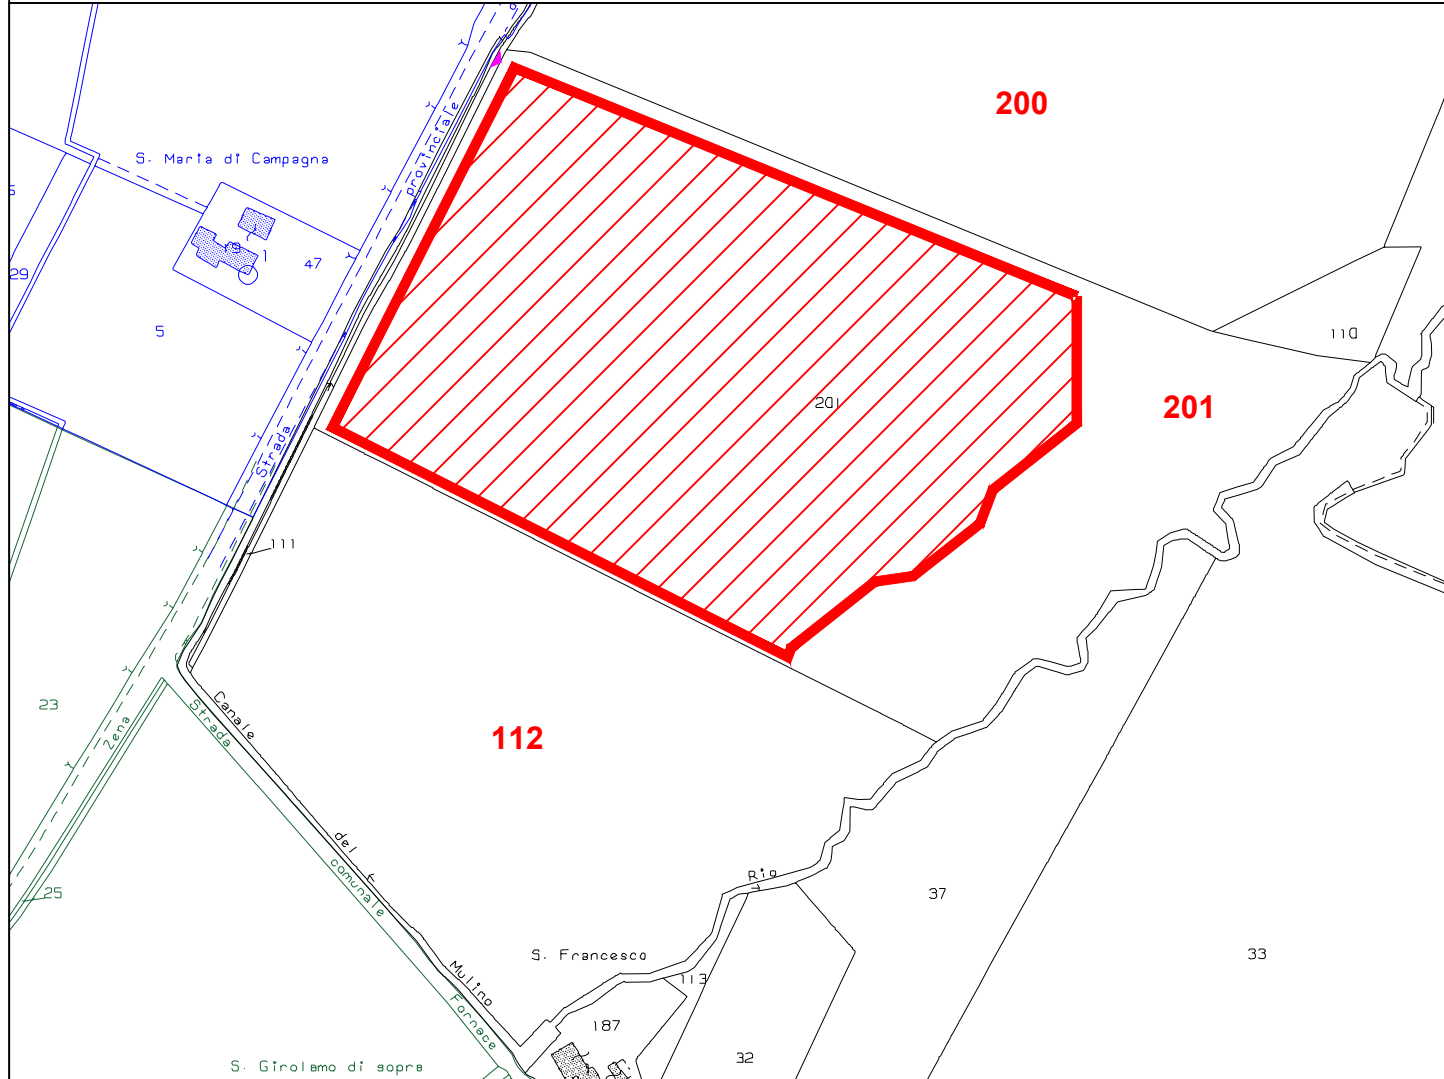 200
S. Maria di Campagna
provinciale
47
29
5
110
201
201
Strada
111
23
Zena
Canale
Strada
112
del
comunale
25
Rio
37
S. Francesco
33
113
Mulino
187
Fornace
32
S. Girolamo di sopra